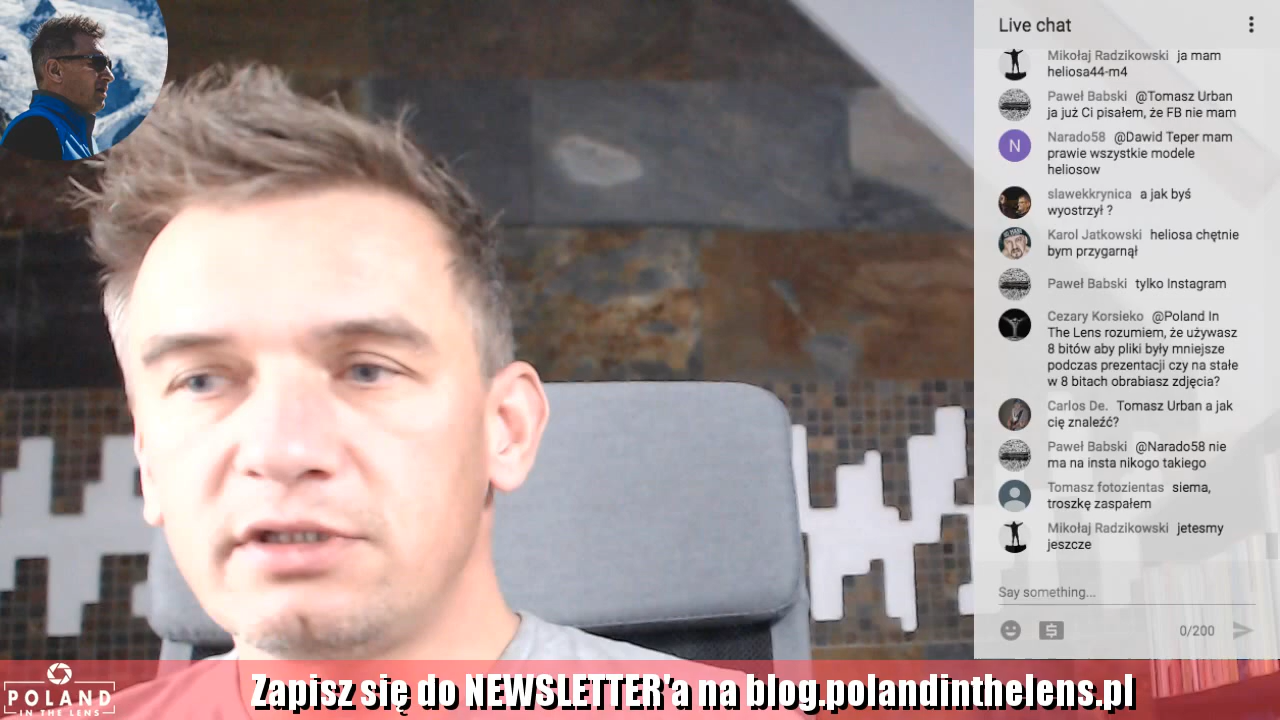 Live chat
Mikołaj Radzikowski ja mam
heliosa44-m4
Paweł Babski @Tomasz Urban
ja już Ci pisałem, że FB nie mam
N
Narado58 @Dawid Teper mam
prawie wszystkie modele
heliosow
slawekkrynica a jak byś
wyostrzył ?
Karol Jatkowski heliosa chętnie
bym przygarnął
Paweł Babski tylko Instagram
Cezary Korsieko @Poland In
The Lens rozumiem, że używasz
8 bitów aby pliki były mniejsze
podczas prezentacji czy na stałe
w 8 bitach obrabiasz zdjęcia?
Carlos De. Tomasz Urban a jak
cię znaleźć?
Paweł Babski @Narado58 nie
ma na insta nikogo takiego
Tomasz fotozientas siema,
troszkę zaspałem
Mikołaj Radzikowski jetesmy
jeszcze
Say something...
0/200
POLAND
IN THE LENS
Zapisz się do NEWSLETTER'a na blog.polandinthelens.pl